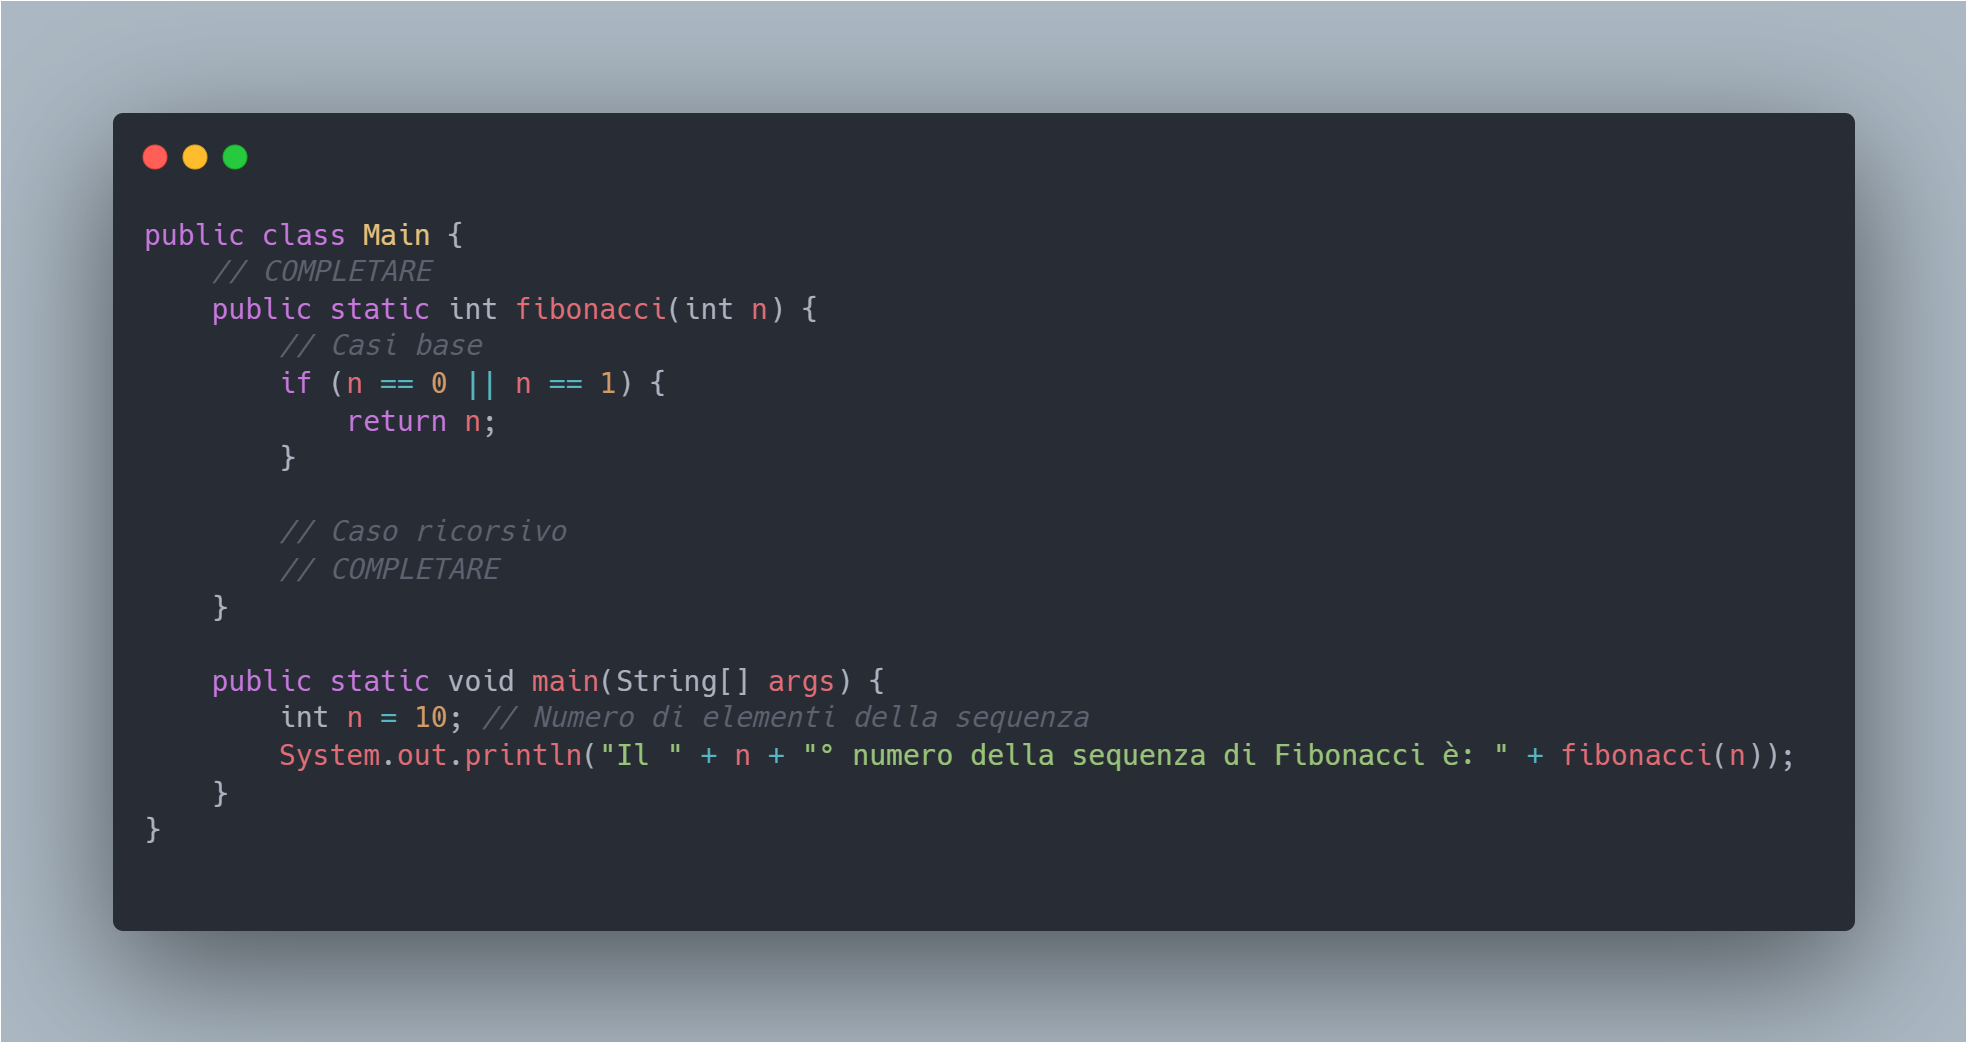 public class Main {
    // COMPLETARE
    public static int fibonacci(int n) {
        // Casi base
        if (n == 0 || n == 1) {
            return n;
        }

        // Caso ricorsivo
        // COMPLETARE
    }

    public static void main(String[] args) {
        int n = 10; // Numero di elementi della sequenza
        System.out.println("Il " + n + "° numero della sequenza di Fibonacci è: " + fibonacci(n));
    }
}